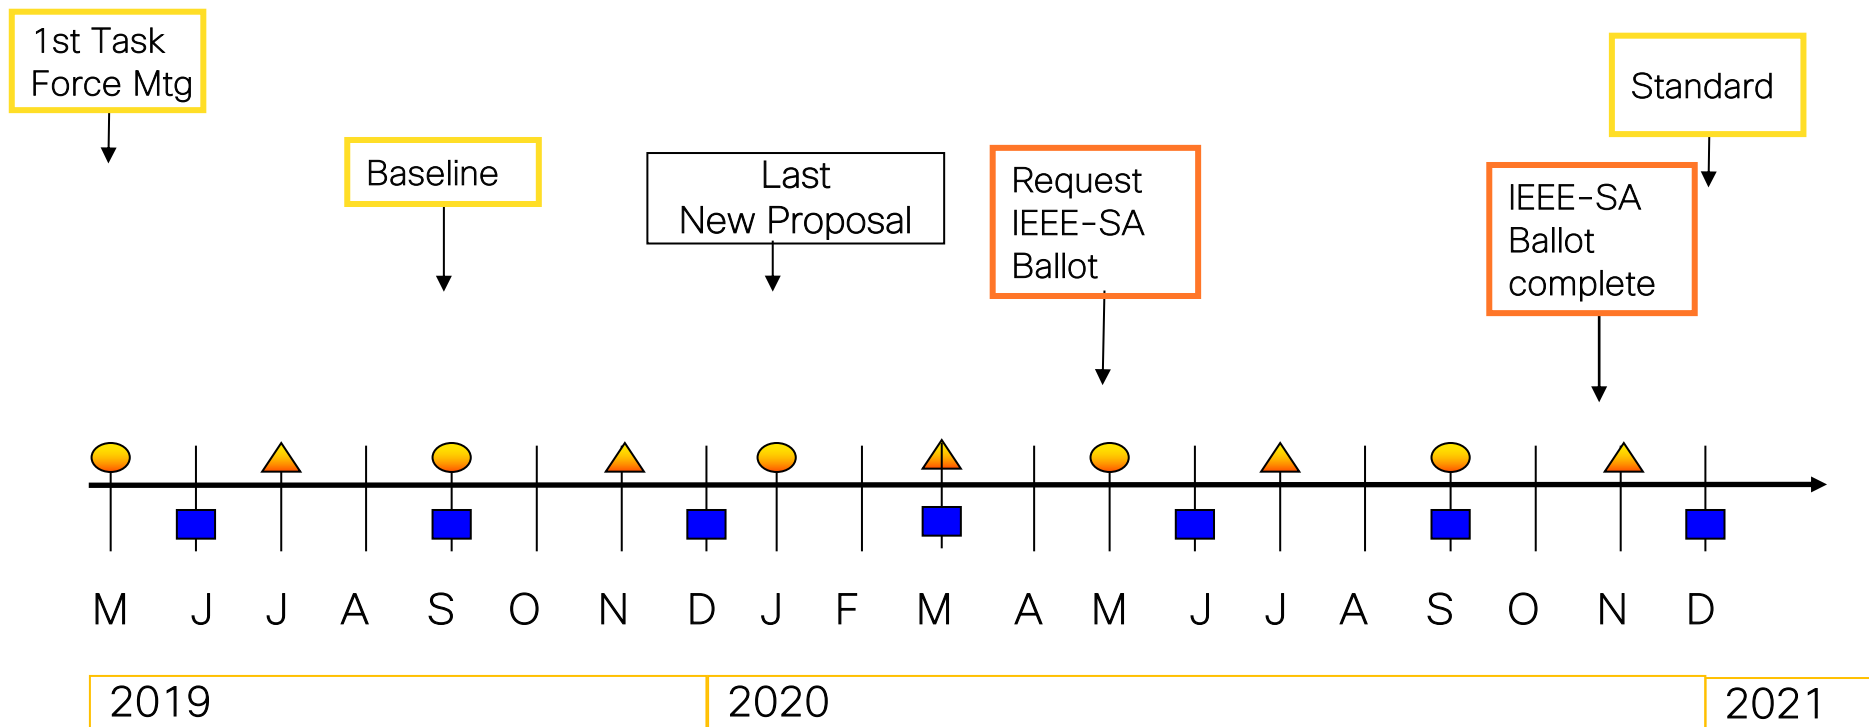 1st Task
Force Mtg
Standard
Baseline
Last
New Proposal
Request
IEEE-SA
Ballot
IEEE-SA
Ballot
complete
M J J A S O N D J F M A M J J A S O N D
2019 2020 2021